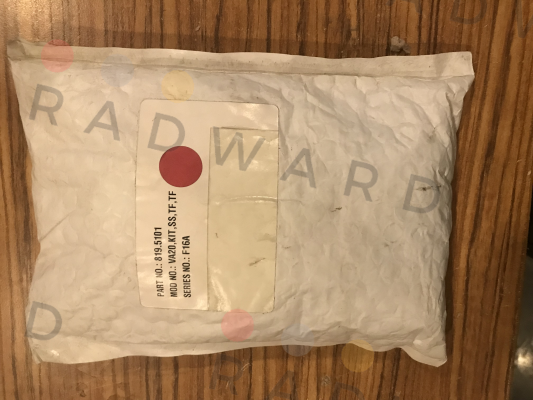 RADWARD
PART NO.: 819.5101
MOD NO.: VA20,KIT,SS,TF,TF
SERIES NO.: F16A
D
D